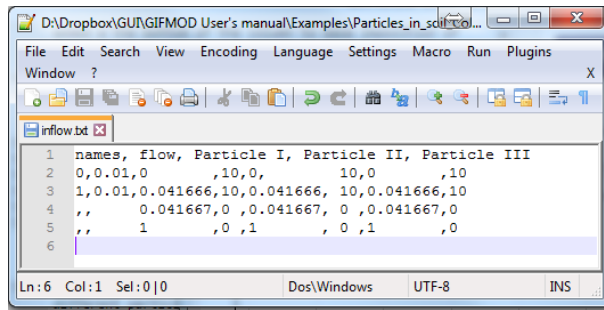 D:\Dropbox\GUI\GIFMOD User's manual\Examples\Particles_in_soil
File Edit Search View Encoding Language Settings Macro Run Plugins
Window ? X
inflow.txt
1 names, flow, Particle I, Particle II, Particle III
2 0,0.01,0 ,10,0, 10,0 ,10
3 1,0.01,0.041666,10,0.041666, 10,0.041666,10
4 ,, 0.041667,0 ,0.041667, 0 ,0.041667,0
5 ,, 1 ,0 ,1 , 0 ,1 ,0
6
Ln:6 Col:1 Sel:0|0 Dos\Windows UTF-8 INS